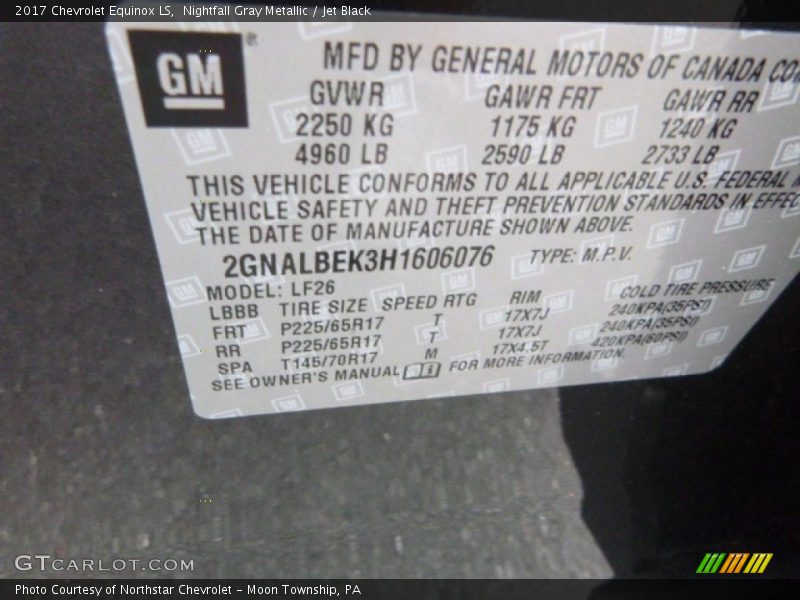 2017 Chevrolet Equinox LS, Nightfall Gray Metallic / Jet Black
GM
MFD BY GENERAL MOTORS OF CANADA
GVWR GAWR FRT GAWR RR
2250 KG 1175 KG 1240 KG
4960 LB 2590 LB 2733 LB
THIS VEHICLE CONFORMS TO ALL APPLICABLE U.S. FEDERAL
VEHICLE SAFETY AND THEFT PREVENTION STANDARDS IN EFFEC
THE DATE OF MANUFACTURE SHOWN ABOVE.
2GNALBEK3H1606076 TYPE: M.P.V.
MODEL: LF26
LBBB TIRE SIZE SPEED RTG RIM COLD TIRE PRESSURE
FRT P225/65R17 T 17X7J 240KPA(35PSI)
RR P225/65R17 T 17X7J 240KPA(35PSI)
SPA T145/70R17 M 17X4.5T 420KPA(60PSI)
SEE OWNER'S MANUAL FOR MORE INFORMATION.
GTcarlot.com
Photo Courtesy of Northstar Chevrolet – Moon Township, PA